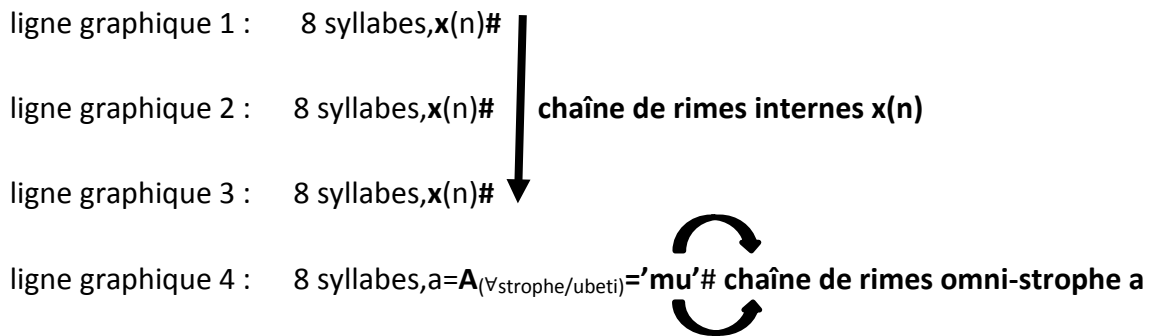 ligne graphique 1 : 8 syllabes,x(n)#
ligne graphique 2 : 8 syllabes,x(n)# chaîne de rimes internes x(n)
ligne graphique 3 : 8 syllabes,x(n)#
ligne graphique 4 : 8 syllabes,a=A(∀strophe/ubeti)=’mu’# chaîne de rimes omni-strophe a